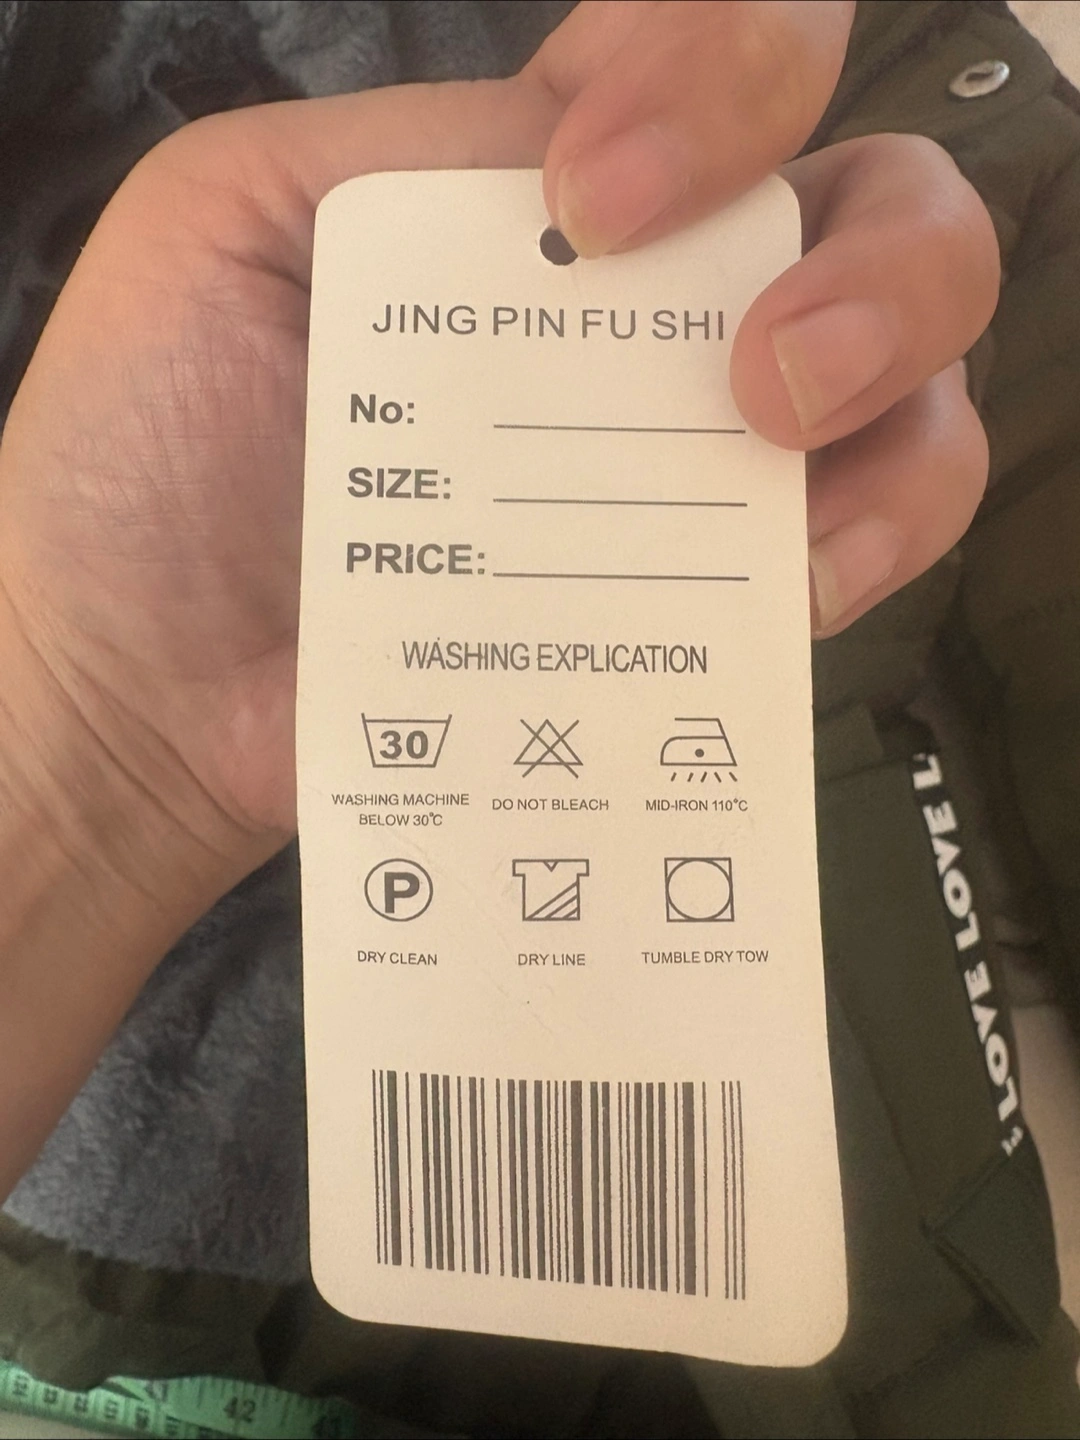 JING PIN FU SHI
No:
SIZE:
PRICE:
WASHING EXPLICATION
30
WASHING MACHINE
BELOW 30℃
DO NOT BLEACH
MID-IRON 110℃
P
DRY CLEAN
DRY LINE
TUMBLE DRY TOW
LOVE LOVE L
42